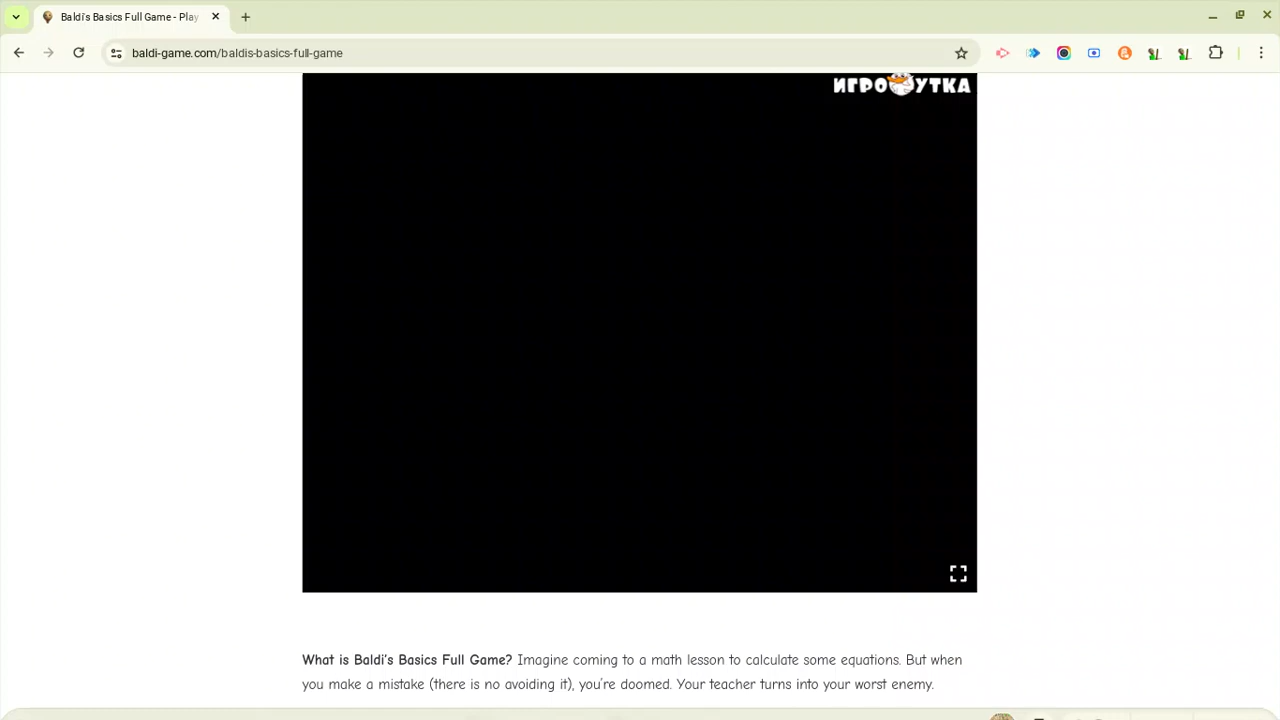 Baldi's Basics Full Game - Play
baldi-game.com/baldis-basics-full-game
ИГРОУТКА
What is Baldi's Basics Full Game? Imagine coming to a math lesson to calculate some equations. But when
you make a mistake (there is no avoiding it), you're doomed. Your teacher turns into your worst enemy.